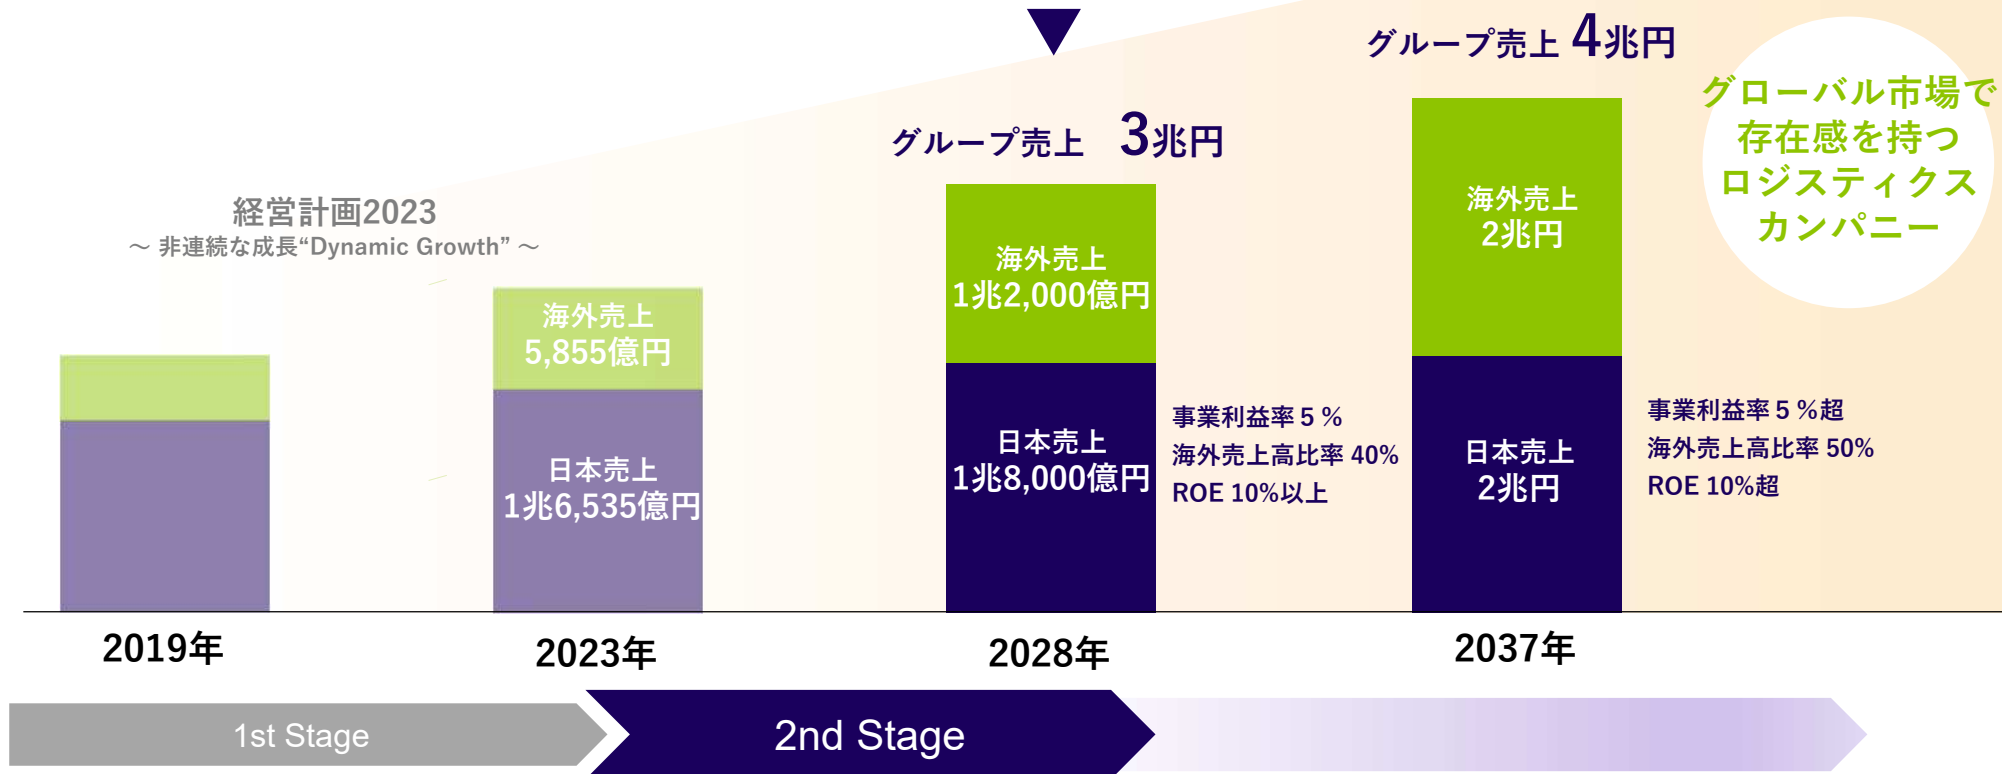 グループ売上 4兆円
グループ売上 3兆円
グローバル市場で
存在感を持つ
ロジスティクス
カンパニー
経営計画2023
～ 非連続な成長“Dynamic Growth” ～
海外売上
5,855億円
日本売上
1兆6,535億円
海外売上
1兆2,000億円
日本売上
1兆8,000億円
事業利益率５％
海外売上高比率 40%
ROE 10%以上
海外売上
2兆円
日本売上
2兆円
事業利益率５％超
海外売上高比率 50%
ROE 10%超
2019年
2023年
2028年
2037年
1st Stage
2nd Stage